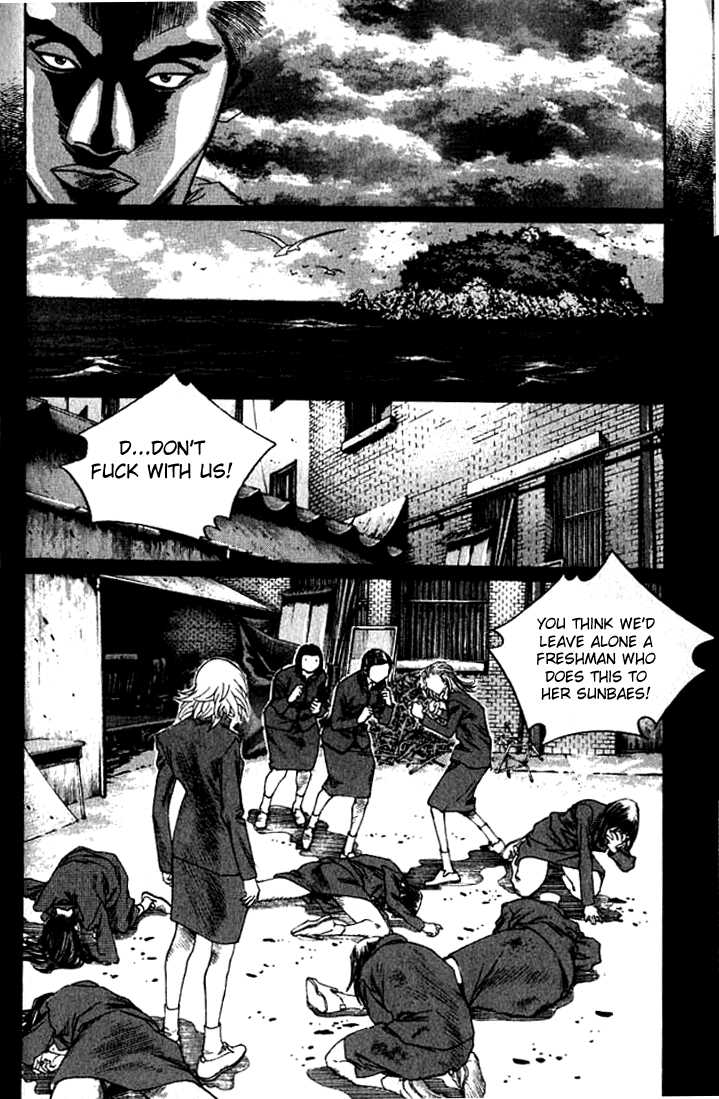 D...DON'T
FUCK WITH US!
YOU THINK WE'D
LEAVE ALONE A
FRESHMAN WHO
DOES THIS TO
HER SUNBAES!